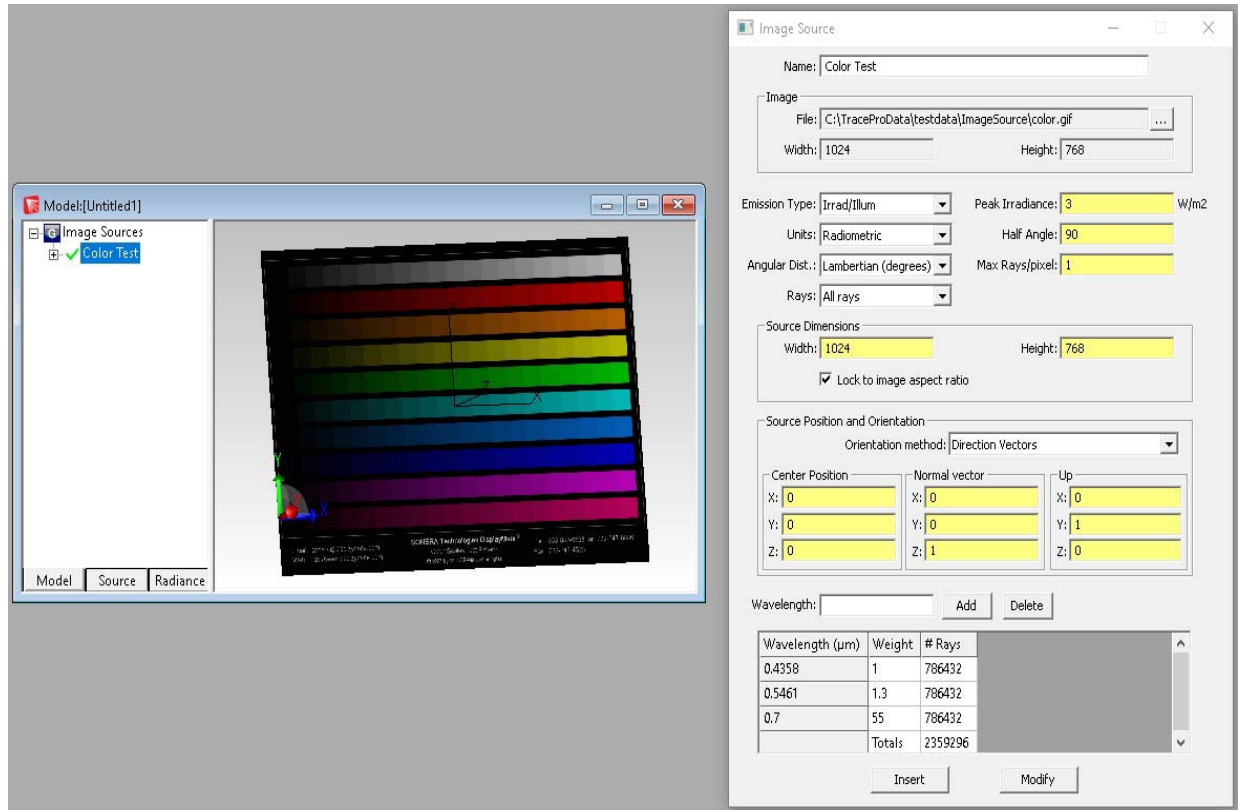 Model:[Untitled1]
Image Sources
Color Test
Y
Z
X
Y
Z
X
SONERA Technologies DisplayMate
Model
Source
Radiance
Image Source
Name: Color Test
Image
File: C:\TraceProData\testdata\ImageSource\color.gif ...
Width: 1024 Height: 768
Emission Type: Irrad/Illum Peak Irradiance: 3 W/m2
Units: Radiometric Half Angle: 90
Angular Dist.: Lambertian (degrees) Max Rays/pixel: 1
Rays: All rays
Source Dimensions
Width: 1024 Height: 768
Lock to image aspect ratio
Source Position and Orientation
Orientation method: Direction Vectors
Center Position Normal vector Up
X: 0 X: 0 X: 0
Y: 0 Y: 0 Y: 1
Z: 0 Z: 1 Z: 0
Wavelength: Add Delete
Wavelength (µm) Weight # Rays
0.4358 1 786432
0.5461 1.3 786432
0.7 55 786432
Totals 2359296
Insert Modify